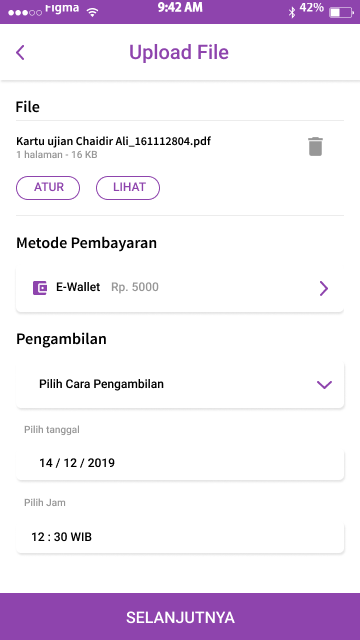 Figma
9:42 AM
42%
Upload File
File
Kartu ujian Chaidir Ali_161112804.pdf
1 halaman - 16 KB
ATUR
LIHAT
Metode Pembayaran
E-Wallet Rp. 5000
Pengambilan
Pilih Cara Pengambilan
Pilih tanggal
14 / 12 / 2019
Pilih Jam
12 : 30 WIB
SELANJUTNYA